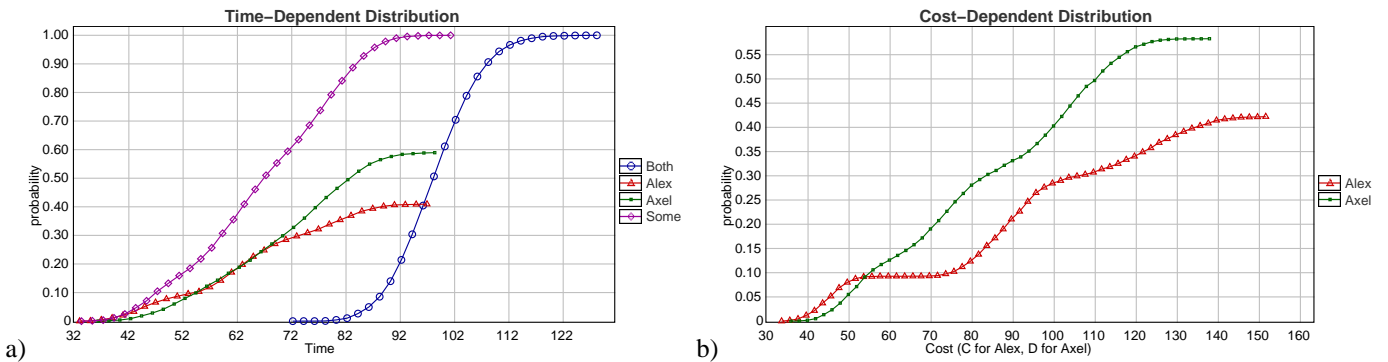 Time-Dependent Distribution
1.00
0.90
0.80
0.70
0.60
0.50
0.40
0.30
0.20
0.10
0
probability
32 42 52 62 72 82 92 102 112 122
Time
Both
Alex
Axel
Some
a)
Cost-Dependent Distribution
0.55
0.50
0.45
0.40
0.35
0.30
0.25
0.20
0.15
0.10
0.05
0
probability
30 40 50 60 70 80 90 100 110 120 130 140 150 160
Cost (C for Alex, D for Axel)
Alex
Axel
b)